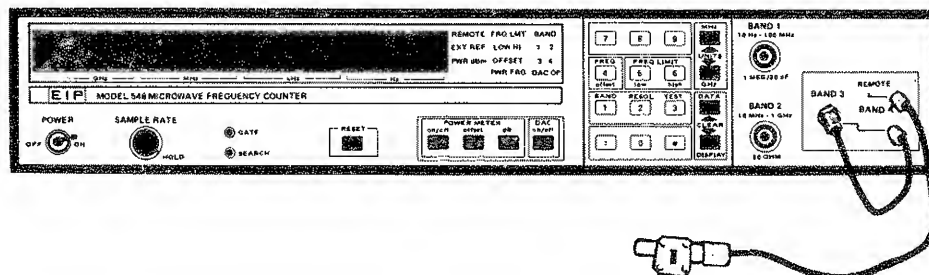 REMOTE FRQ LMT BAND
EXT REF LOW HI 1 2
PWR dBm OFFSET 3 4
PWR FRQ DAC OP
GHz MHz kHz Hz
EIP MODEL 548 MICROWAVE FREQUENCY COUNTER
POWER
OFF ON
SAMPLE RATE
HOLD
GATE
SEARCH
RESET
POWER METER
on/off offset dB
DAC
on/off
7 8 9
FREQ FREQ LIMIT
4 5 6
offset low high
BAND RESOL TEST
1 2 3
0
MHz
UNITS
GHz
DATA
CLEAR
DISPLAY
BAND 1
10 Hz - 100 MHz
1 MEG/20 pF
BAND 2
10 MHz - 1 GHz
50 OHM
BAND 3
REMOTE
BAND